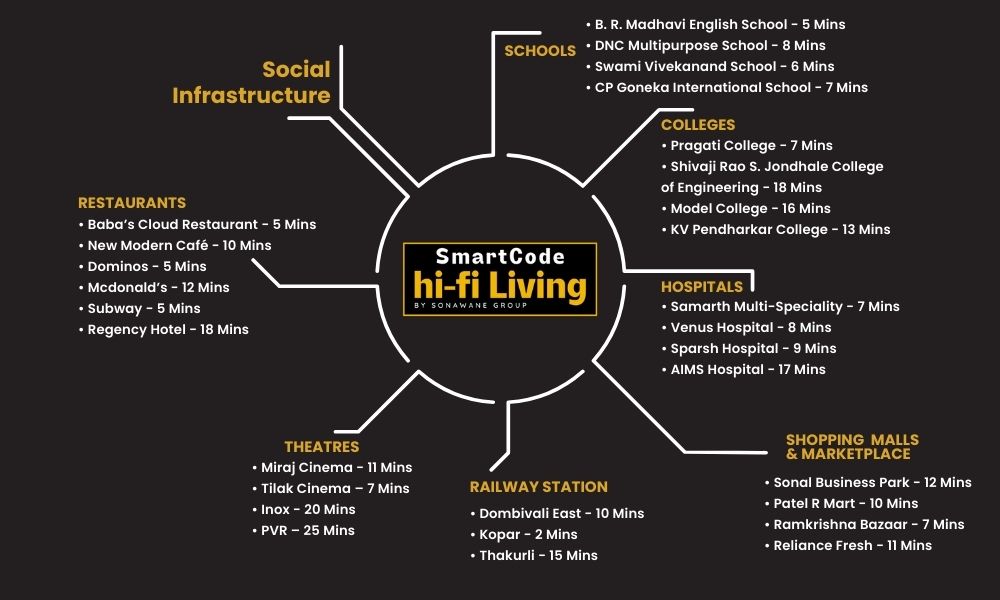 Social
Infrastructure
SCHOOLS
• B. R. Madhavi English School - 5 Mins
• DNC Multipurpose School - 8 Mins
• Swami Vivekanand School - 6 Mins
• CP Goneka International School - 7 Mins
COLLEGES
• Pragati College - 7 Mins
• Shivaji Rao S. Jondhale College
of Engineering - 18 Mins
• Model College - 16 Mins
• KV Pendharkar College - 13 Mins
RESTAURANTS
• Baba's Cloud Restaurant - 5 Mins
• New Modern Café - 10 Mins
• Dominos - 5 Mins
• Mcdonald's - 12 Mins
• Subway - 5 Mins
• Regency Hotel - 18 Mins
SmartCode
hi-fi Living
BY SONAWANE GROUP
HOSPITALS
• Samarth Multi-Speciality - 7 Mins
• Venus Hospital - 8 Mins
• Sparsh Hospital - 9 Mins
• AIMS Hospital - 17 Mins
THEATRES
• Miraj Cinema - 11 Mins
• Tilak Cinema – 7 Mins
• Inox - 20 Mins
• PVR – 25 Mins
RAILWAY STATION
• Dombivali East - 10 Mins
• Kopar - 2 Mins
• Thakurli - 15 Mins
SHOPPING MALLS
& MARKETPLACE
• Sonal Business Park - 12 Mins
• Patel R Mart - 10 Mins
• Ramkrishna Bazaar - 7 Mins
• Reliance Fresh - 11 Mins